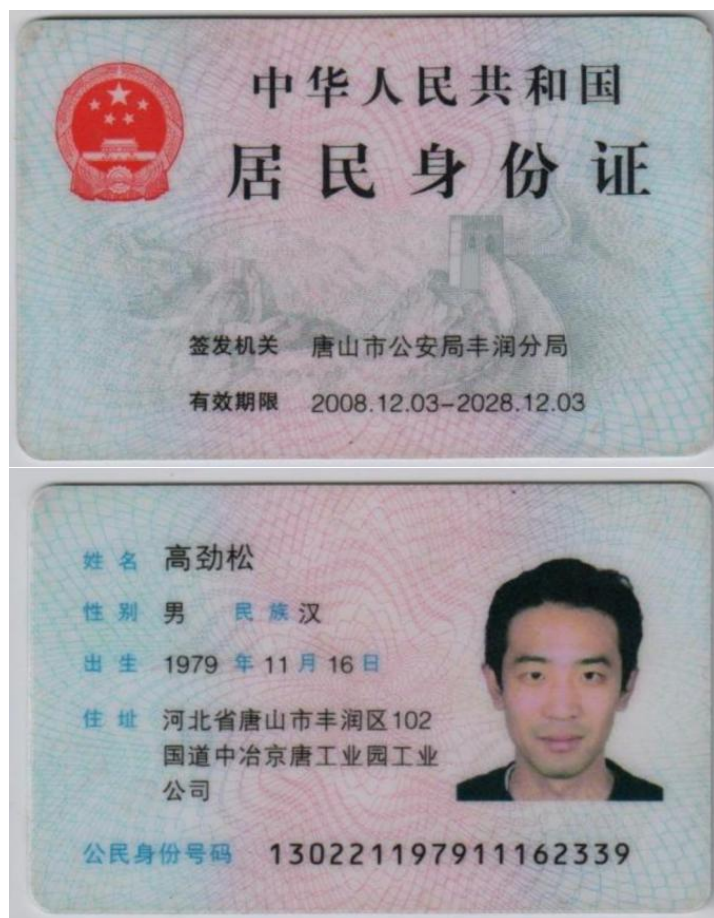 中华人民共和国
居民身份证
签发机关 唐山市公安局丰润分局
有效期限 2008.12.03-2028.12.03
姓名 高劲松
性别 男 民族 汉
出生 1979 年 11 月 16 日
住址 河北省唐山市丰润区102
国道中冶京唐工业园工业
公司
公民身份号码 130221197911162339